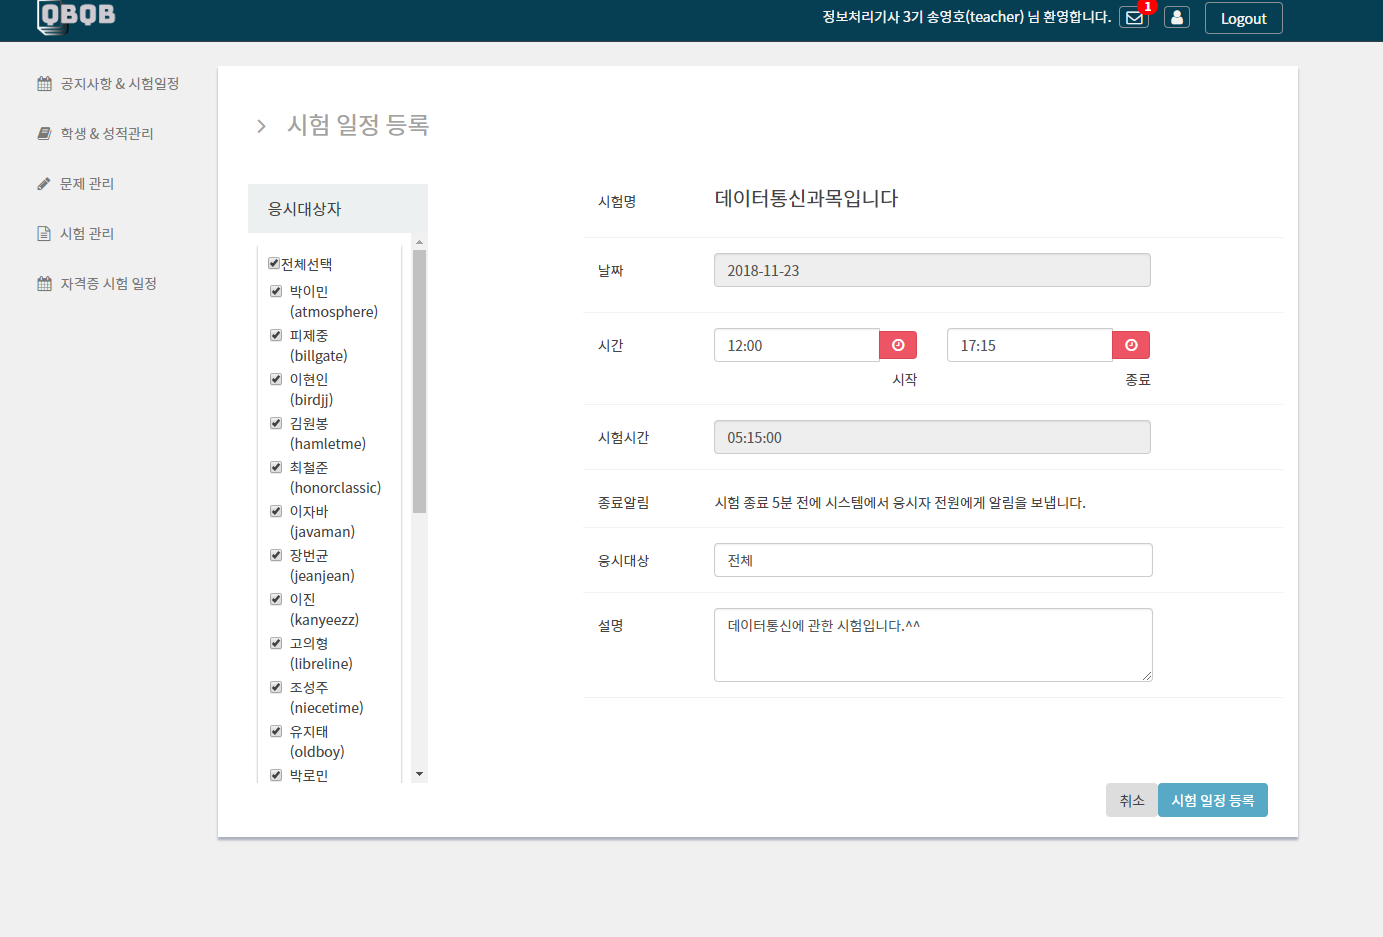 QBQB
정보처리기사 3기 송영호(teacher) 님 환영합니다.
1
Logout
공지사항 & 시험일정
학생 & 성적관리
문제 관리
시험 관리
자격증 시험 일정
시험 일정 등록
응시대상자
전체선택
박이민
(atmosphere)
피제중
(billgate)
이현인
(birdjj)
김원봉
(hamletme)
최철준
(honorclassic)
이자바
(javaman)
장번균
(jeanjean)
이진
(kanyeezz)
고의형
(libreline)
조성주
(niecetime)
유지태
(oldboy)
박로민
시험명
데이터통신과목입니다
날짜
2018-11-23
시간
12:00
17:15
시작
종료
시험시간
05:15:00
종료알림
시험 종료 5분 전에 시스템에서 응시자 전원에게 알림을 보냅니다.
응시대상
전체
설명
데이터통신에 관한 시험입니다.^^
취소
시험 일정 등록